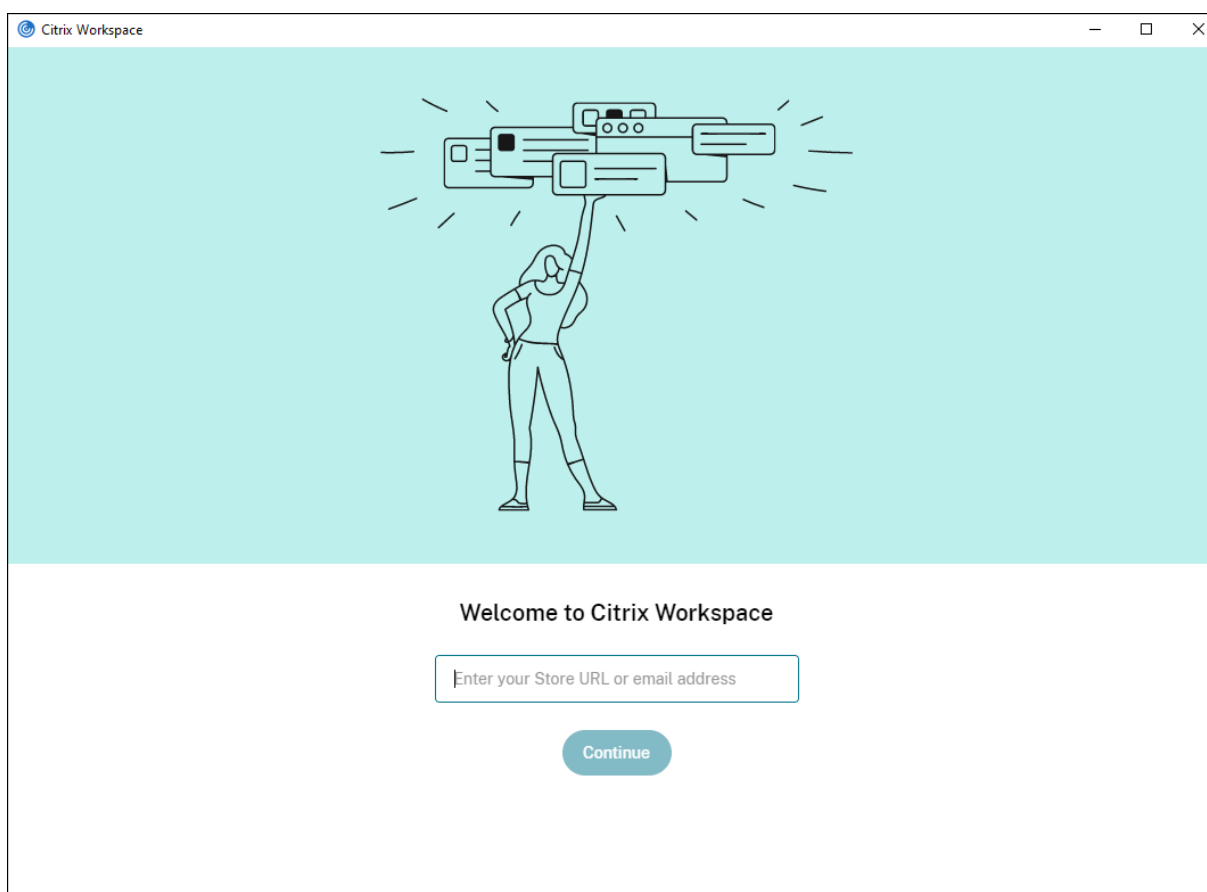 Citrix Workspace
Welcome to Citrix Workspace
Enter your Store URL or email address
Continue